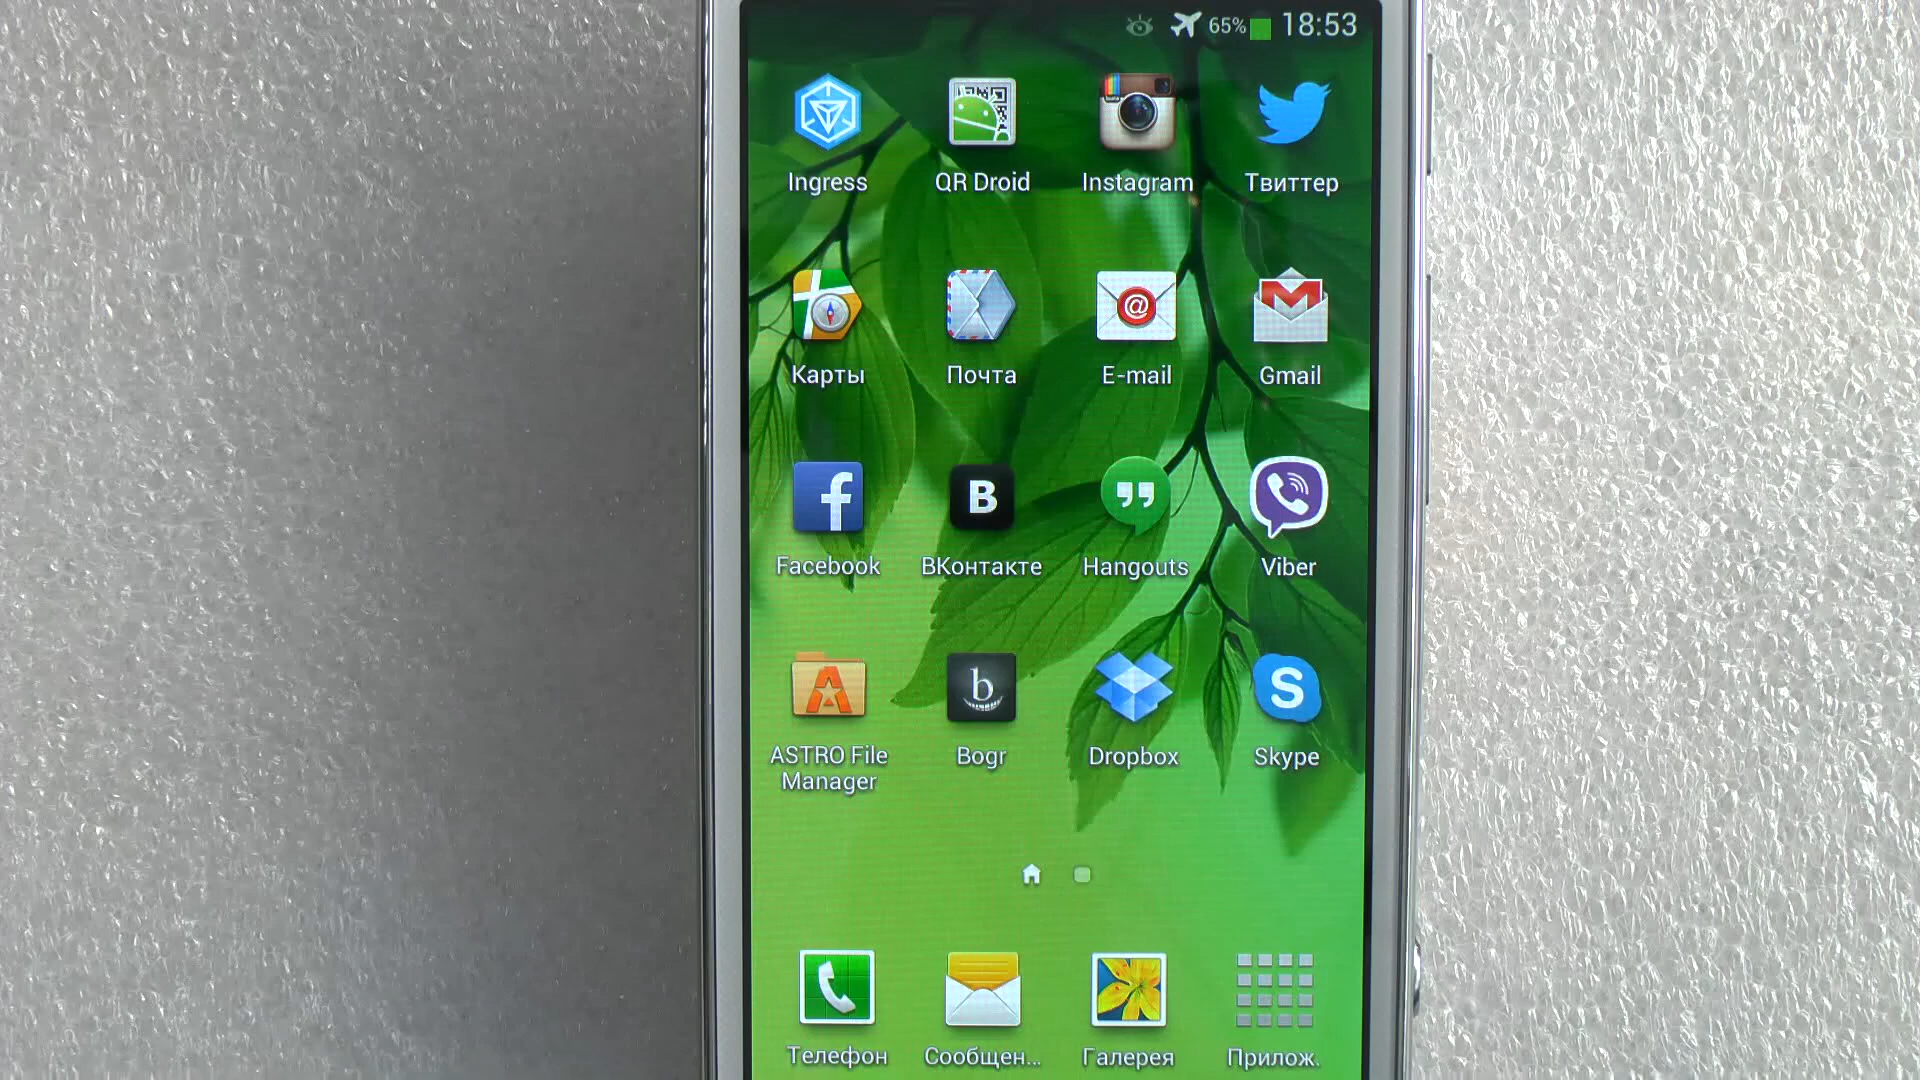 65% 18:53
Ingress QR Droid Instagram Твиттер
Карты Почта E-mail Gmail
Facebook ВКонтакте Hangouts Viber
ASTRO File Manager Bogr Dropbox Skype
Телефон Сообщен... Галерея Прилож.